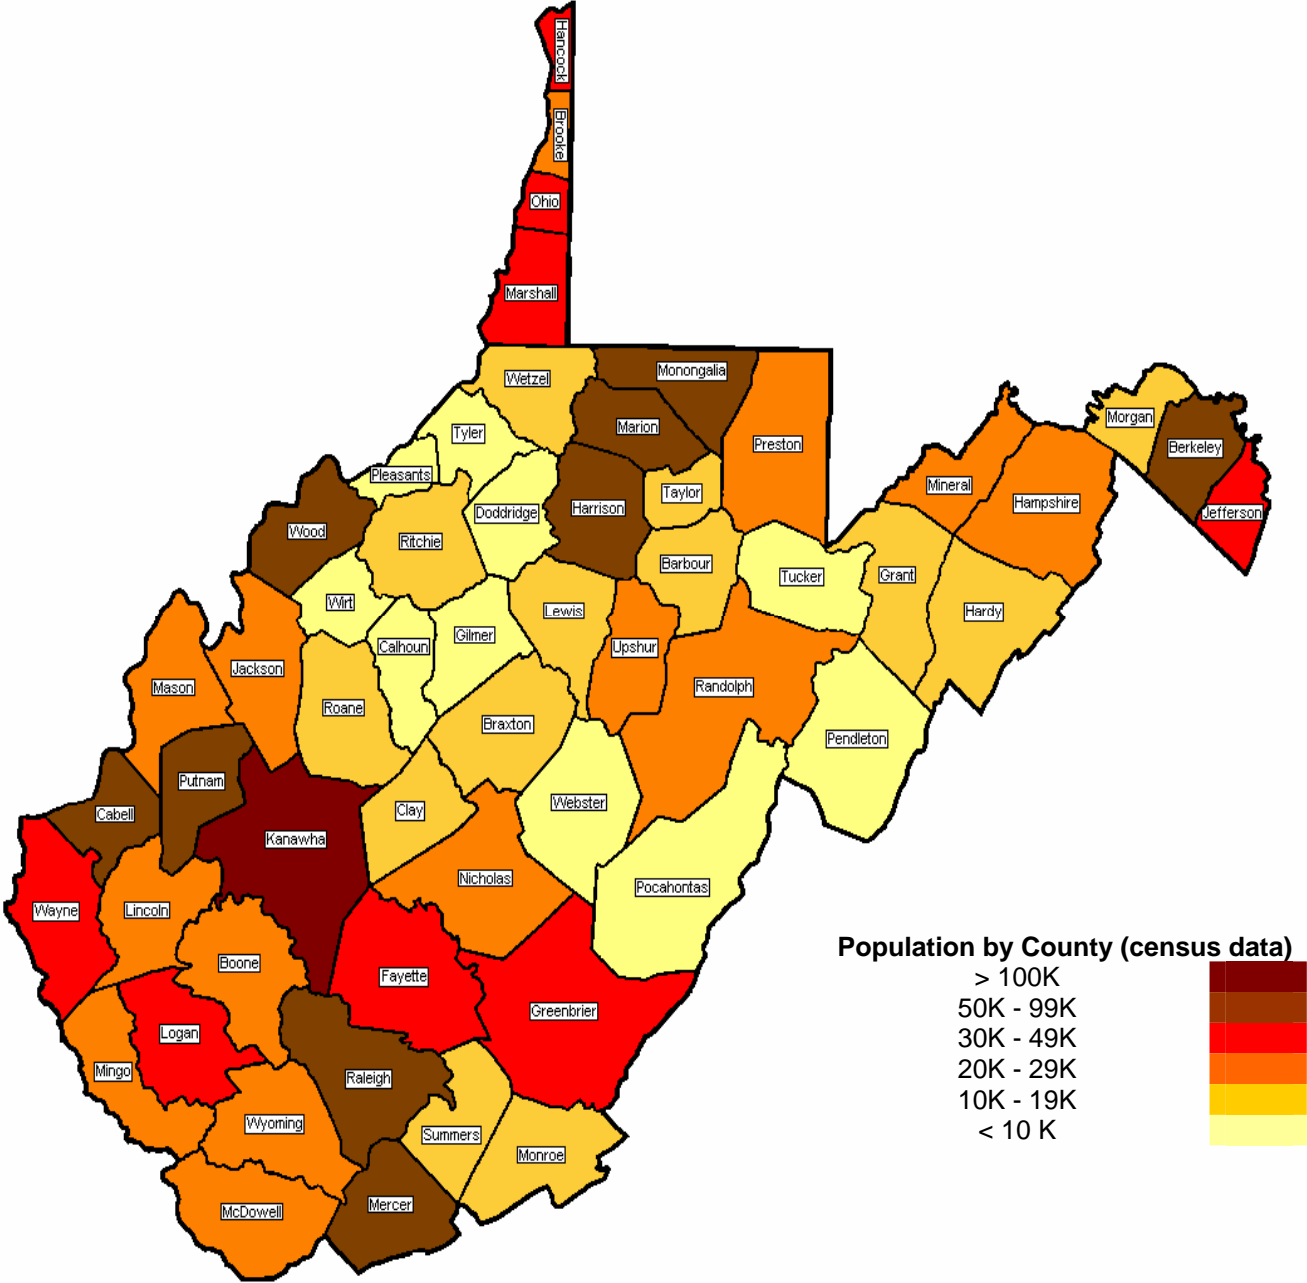 Hancock
Brooke
Ohio
Marshall
Wetzel
Monongalia
Marion
Preston
Tyler
Pleasants
Doddridge
Harrison
Taylor
Morgan
Berkeley
Jefferson
Mineral
Hampshire
Wood
Ritchie
Barbour
Tucker
Grant
Hardy
Wirt
Calhoun
Gilmer
Lewis
Upshur
Randolph
Jackson
Mason
Roane
Braxton
Pendleton
Putnam
Cabell
Kanawha
Clay
Webster
Nicholas
Pocahontas
Wayne
Lincoln
Boone
Fayette
Greenbrier
Logan
Mingo
Raleigh
Wyoming
Summers
Monroe
McDowell
Mercer
Population by County (census data)
> 100K
50K - 99K
30K - 49K
20K - 29K
10K - 19K
< 10 K